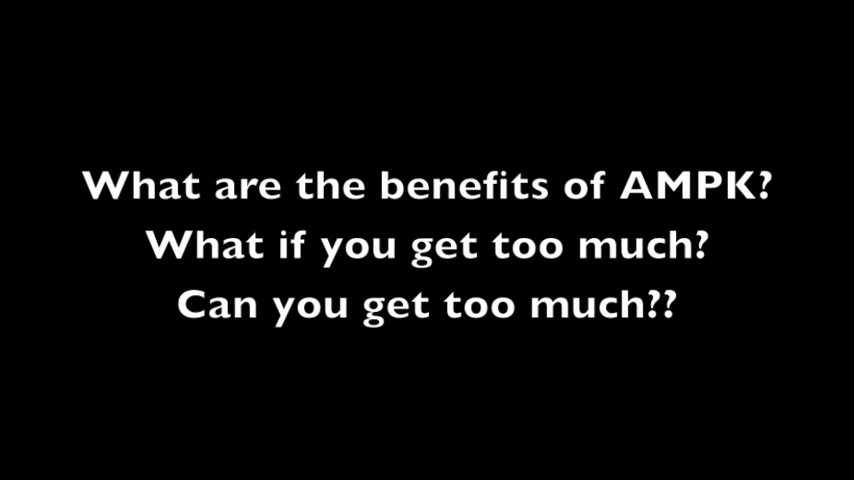 What are the benefits of AMPK?
What if you get too much?
Can you get too much??